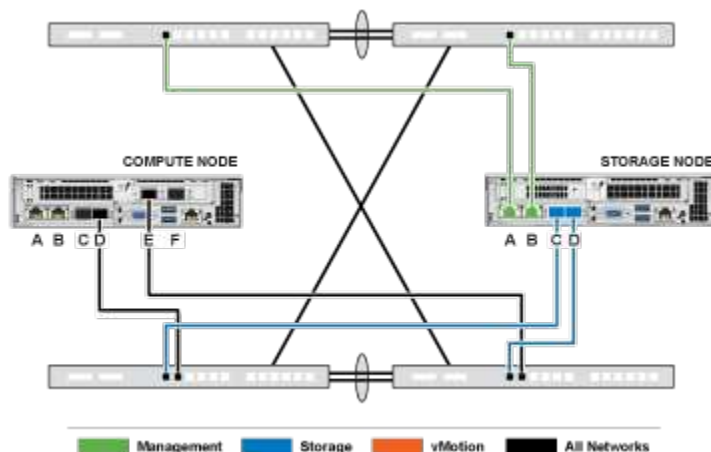 COMPUTE NODE
STORAGE NODE
A B C D E F
A B C D
Management Storage vMotion All Networks